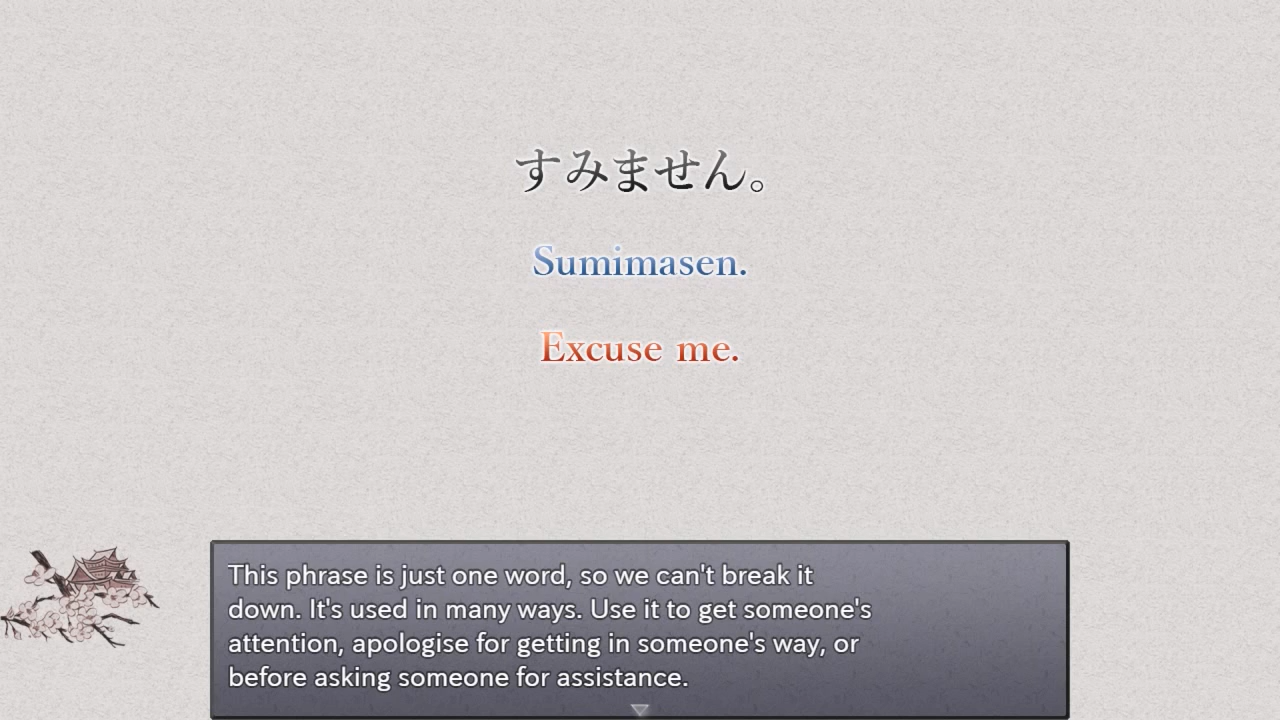 すみません。
Sumimasen.
Excuse me.
This phrase is just one word, so we can't break it
down. It's used in many ways. Use it to get someone's
attention, apologise for getting in someone's way, or
before asking someone for assistance.